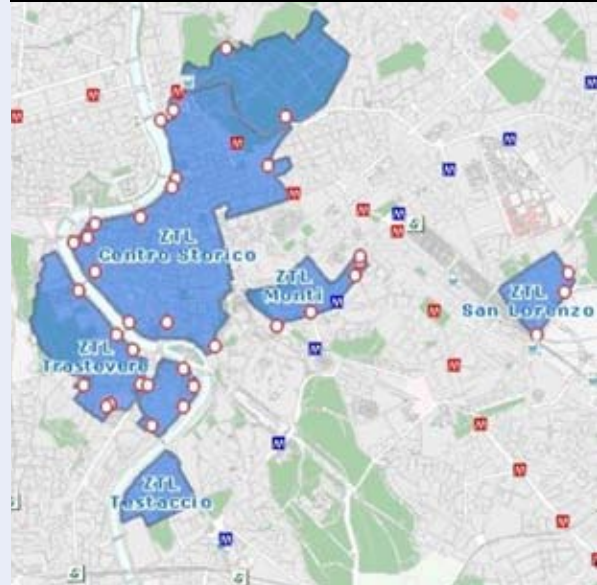 ZTL
Centro Storico
ZTL
Monti
ZTL
San Lorenzo
ZTL
Trastevere
ZTL
Testaccio